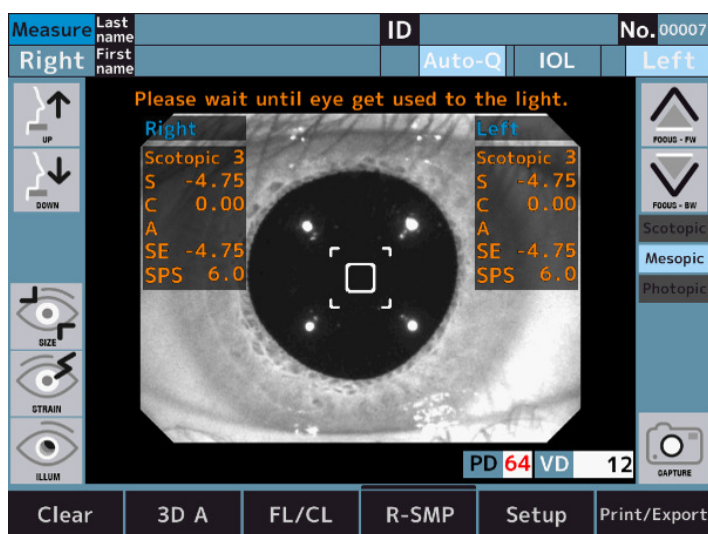 Measure Last name ID No. 00007
Right First name Auto-Q IOL Left
Please wait until eye get used to the light.
UP
DOWN
SIZE
STRAIN
ILLUM
Right
Scotopic 3
S -4.75
C 0.00
A
SE -4.75
SPS 6.0
Left
Scotopic 3
S -4.75
C 0.00
A
SE -4.75
SPS 6.0
FOCUS - FW
FOCUS - BW
Scotopic
Mesopic
Photopic
CAPTURE
PD 64 VD 12
Clear 3D A FL/CL R-SMP Setup Print/Export